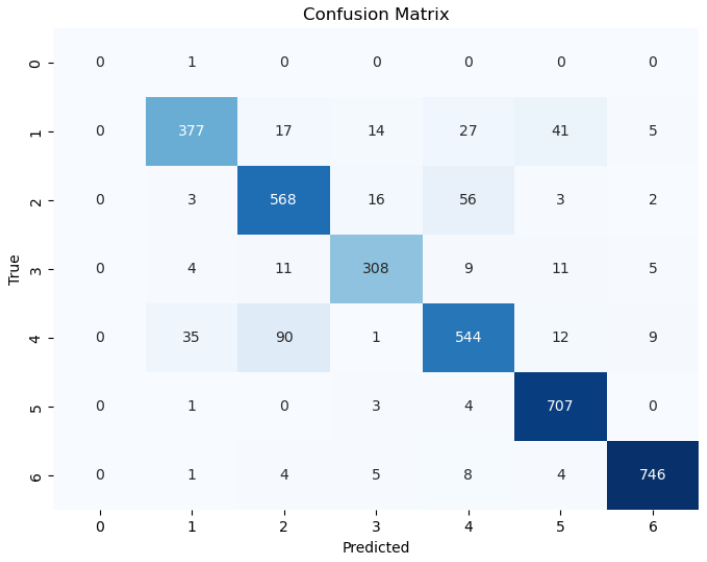 Confusion Matrix
0 0 1 0 0 0 0 0
1 0 377 17 14 27 41 5
2 0 3 568 16 56 3 2
3 0 4 11 308 9 11 5
4 0 35 90 1 544 12 9
5 0 1 0 3 4 707 0
6 0 1 4 5 8 4 746
True
0 1 2 3 4 5 6
Predicted